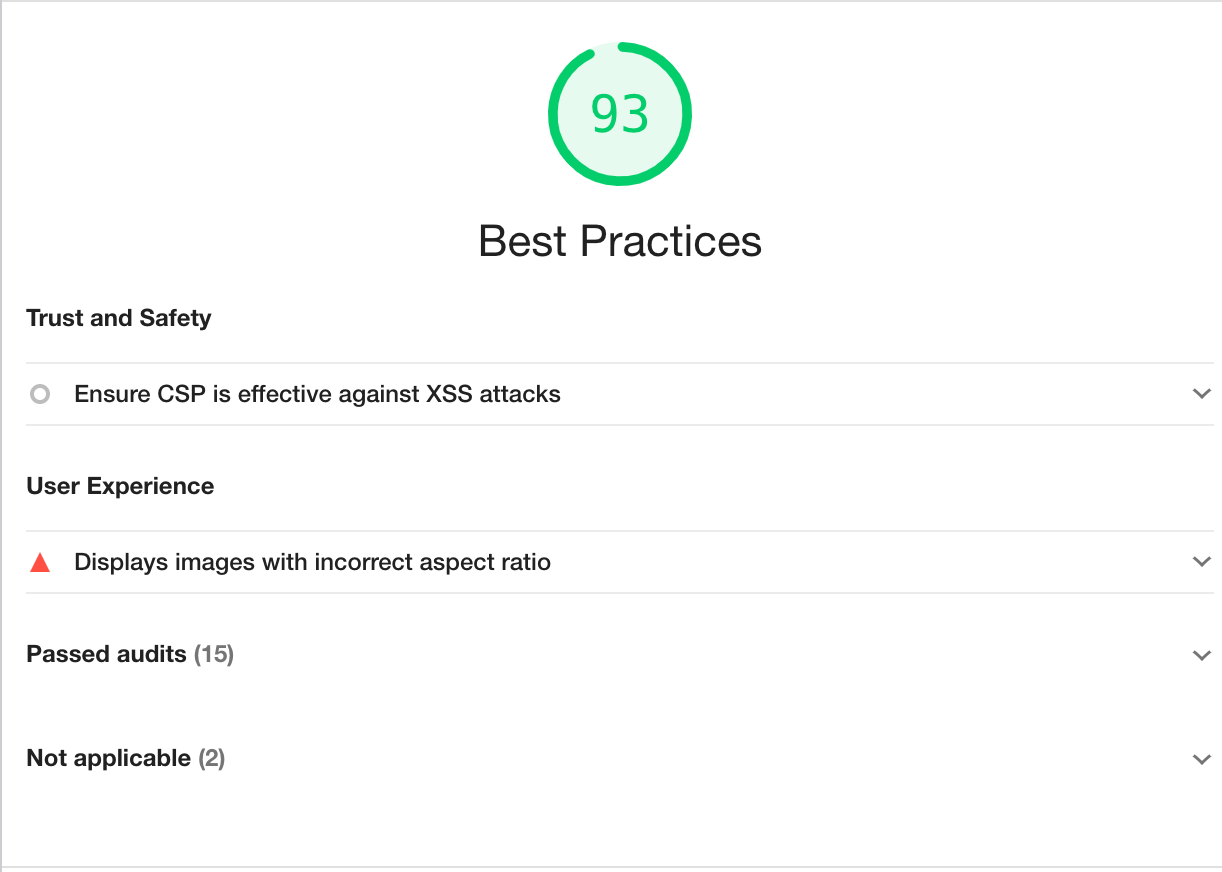 93
Best Practices
Trust and Safety
Ensure CSP is effective against XSS attacks
User Experience
Displays images with incorrect aspect ratio
Passed audits (15)
Not applicable (2)